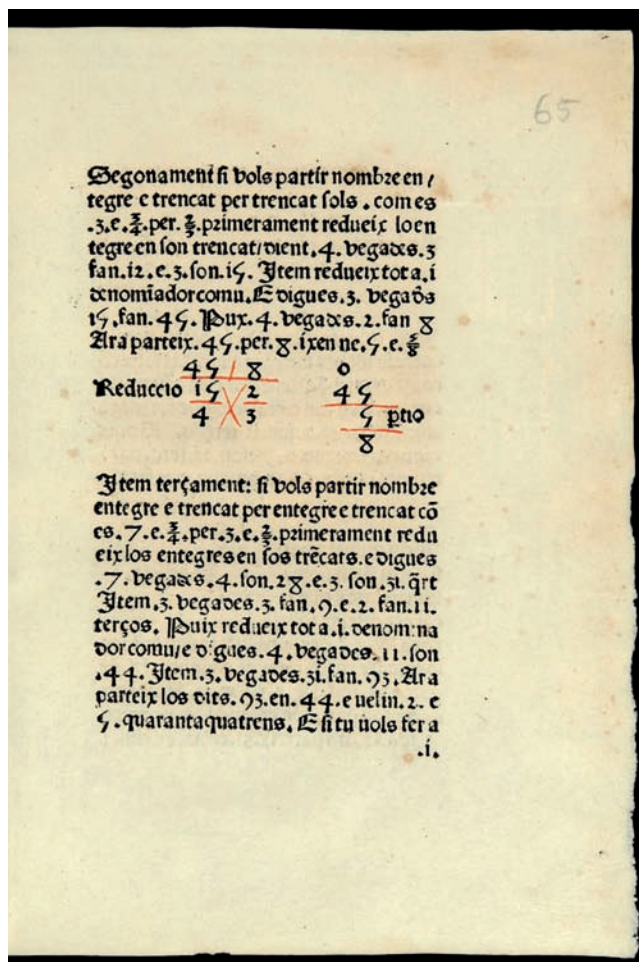 65
Segonament si vols partir nombre en /
tegre e trencat per trencat sols . com es
.3.e.¾.per.⅔.primerament redueix lo en
tegre en son trencat/dient.4.vegades.3
fan.12.e.3.son.15. Item redueix tot a.i
denomīador comu. E digues.3. vegads̄
15.fan.45. Pux.4.vegades.2.fan 8
Ara parteix.45.per.8.ixen ne.5.e.⅝
45 / 8 0
Reduccio 15 2 45
4 3 5 ꝑtio
8
Item terçament: si vols partir nombre
entegre e trencat per entegre e trencat cō
es.7.e.¾.per.3.e.⅔.primerament redu
eix los entegres en sos trēcats.e digues
.7.vegades.4.son.28.e.3.son.31.q̄rt
Item.3.vegades.3.fan.9.e.2.fan.11.
terços. Puix redueix tot a.i.denomina
dor comu/e digues.4.vegades.11.son
.44.Item.3.vegades.31.fan.93.Ara
parteix los dits.93.en.44.e uelin.2.e
5.quarantaquatrens. E si tu uols fer a
.i.